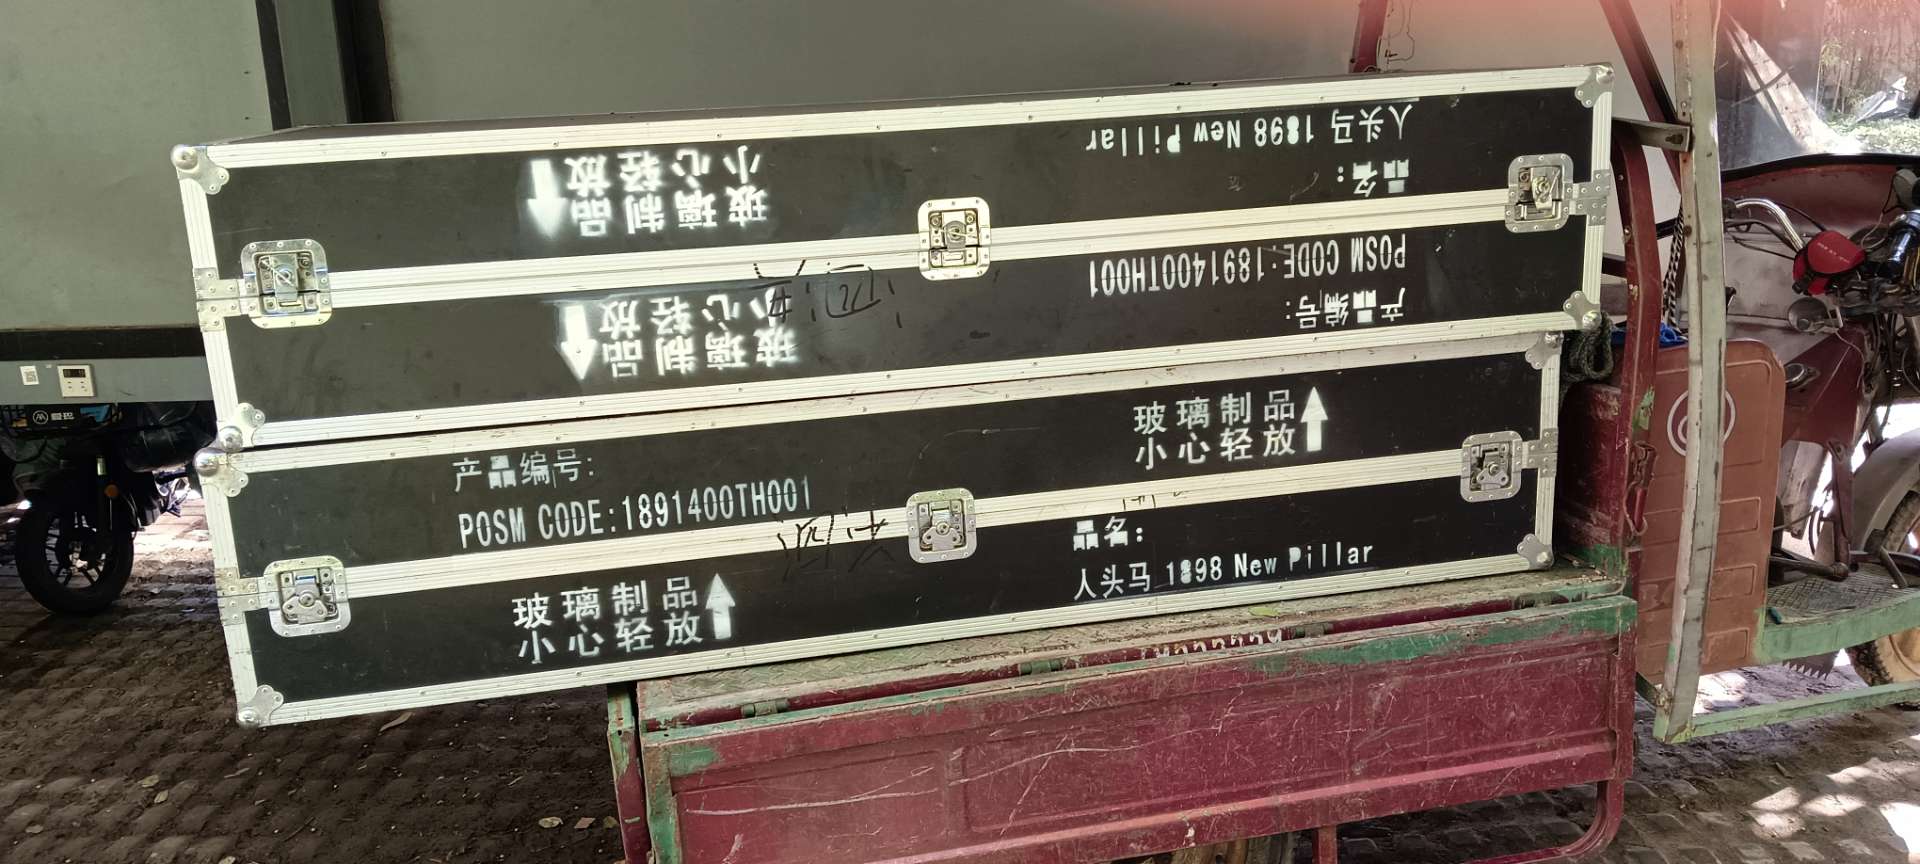 人头马 1898 New Pillar
品名:
玻璃制品
小心轻放
POSM CODE:1891400TH001
产品编号:
玻璃制品
小心轻放
产品编号:
POSM CODE:1891400TH001
玻璃制品
小心轻放
品名:
人头马 1898 New Pillar
玻璃制品
小心轻放